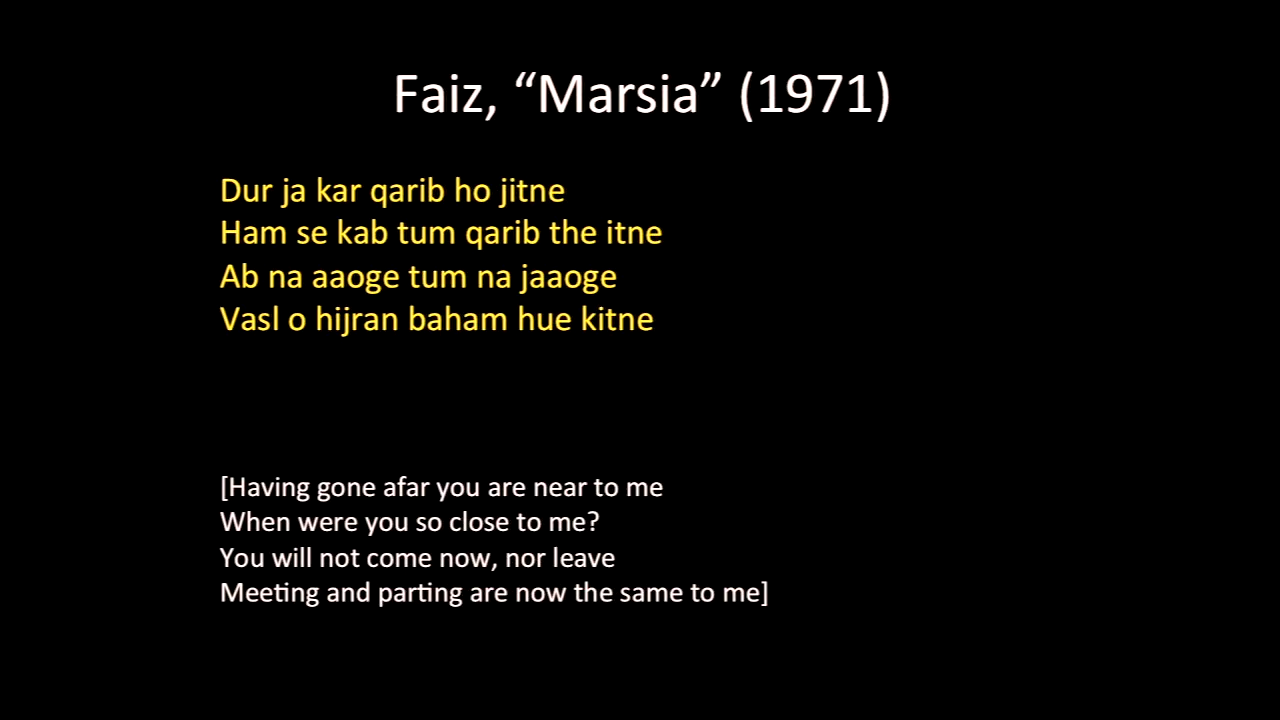 Faiz, “Marsia” (1971)
Dur ja kar qarib ho jitne
Ham se kab tum qarib the itne
Ab na aaoge tum na jaaoge
Vasl o hijran baham hue kitne
[Having gone afar you are near to me
When were you so close to me?
You will not come now, nor leave
Meeting and parting are now the same to me]